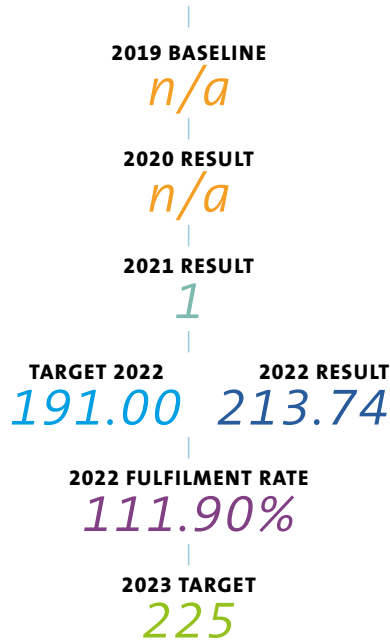 2019 BASELINE
n/a
2020 RESULT
n/a
2021 RESULT
1
TARGET 2022 2022 RESULT
191.00 213.74
2022 FULFILMENT RATE
111.90%
2023 TARGET
225